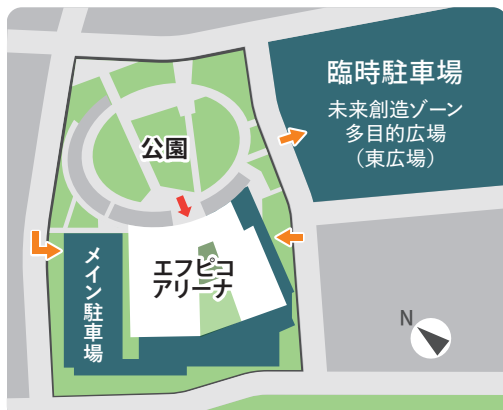 臨時駐車場
未来創造ゾーン
多目的広場
（東広場）
公園
エフピコ
アリーナ
メイン駐車場
N